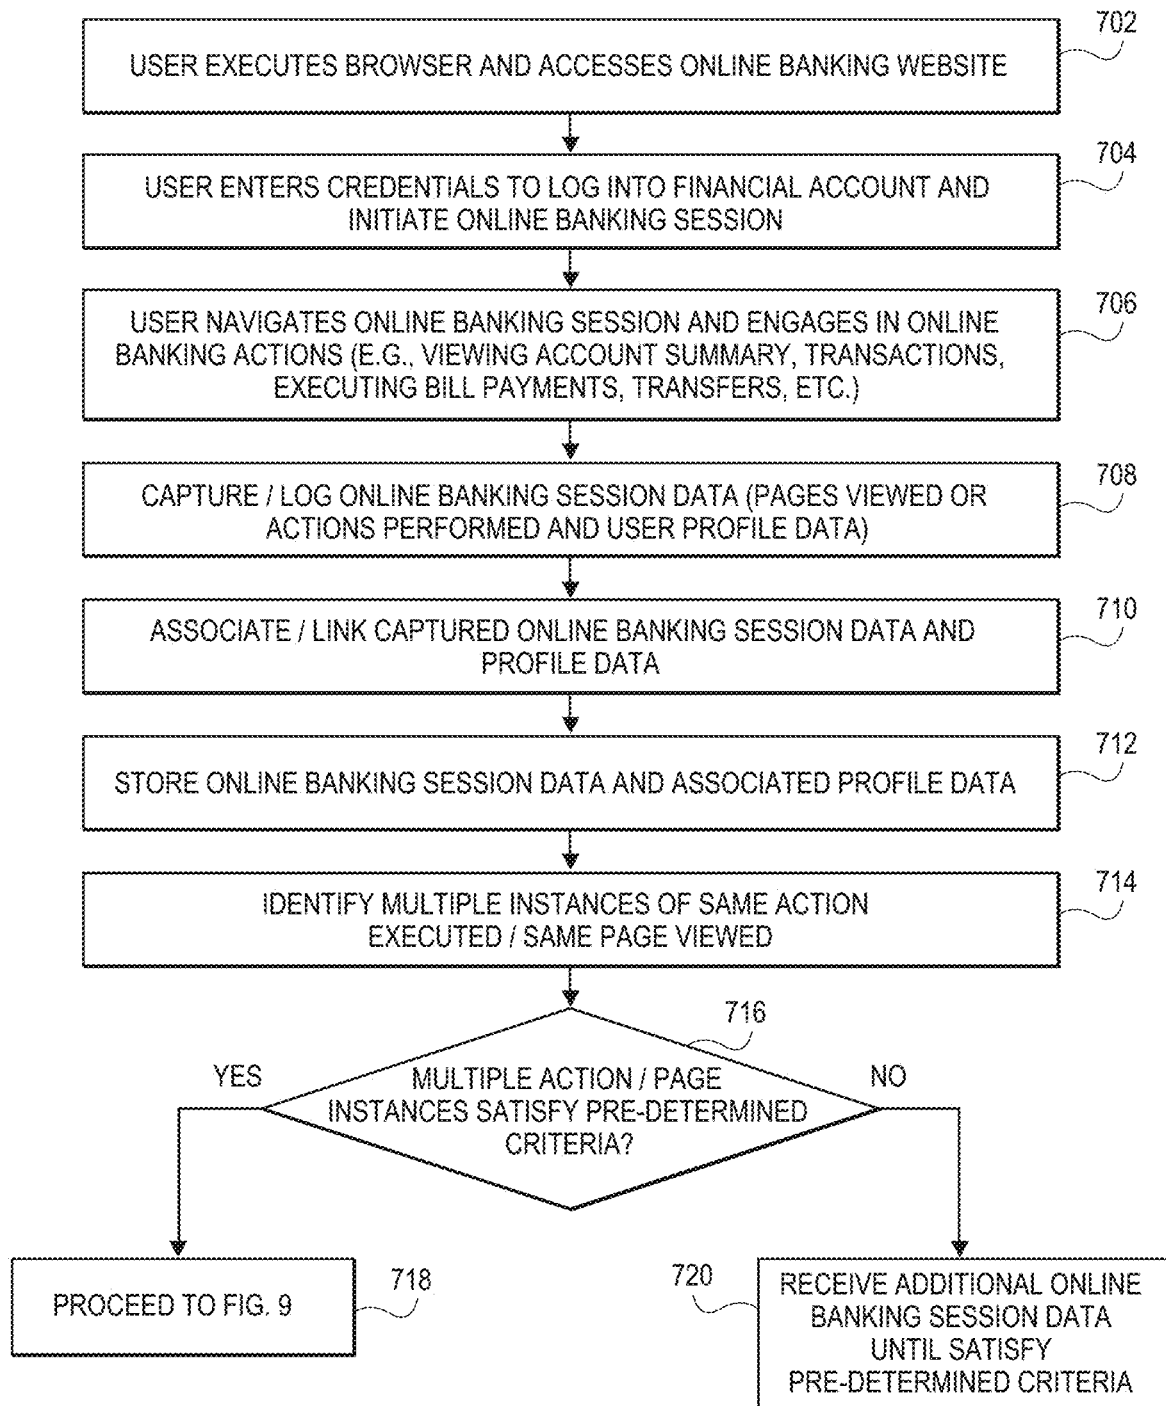 702
USER EXECUTES BROWSER AND ACCESSES ONLINE BANKING WEBSITE
704
USER ENTERS CREDENTIALS TO LOG INTO FINANCIAL ACCOUNT AND
INITIATE ONLINE BANKING SESSION
706
USER NAVIGATES ONLINE BANKING SESSION AND ENGAGES IN ONLINE
BANKING ACTIONS (E.G., VIEWING ACCOUNT SUMMARY, TRANSACTIONS,
EXECUTING BILL PAYMENTS, TRANSFERS, ETC.)
708
CAPTURE / LOG ONLINE BANKING SESSION DATA (PAGES VIEWED OR
ACTIONS PERFORMED AND USER PROFILE DATA)
710
ASSOCIATE / LINK CAPTURED ONLINE BANKING SESSION DATA AND
PROFILE DATA
712
STORE ONLINE BANKING SESSION DATA AND ASSOCIATED PROFILE DATA
714
IDENTIFY MULTIPLE INSTANCES OF SAME ACTION
EXECUTED / SAME PAGE VIEWED
716
YES
NO
MULTIPLE ACTION / PAGE
INSTANCES SATISFY PRE-DETERMINED
CRITERIA?
718
PROCEED TO FIG. 9
720
RECEIVE ADDITIONAL ONLINE
BANKING SESSION DATA
UNTIL SATISFY
PRE-DETERMINED CRITERIA